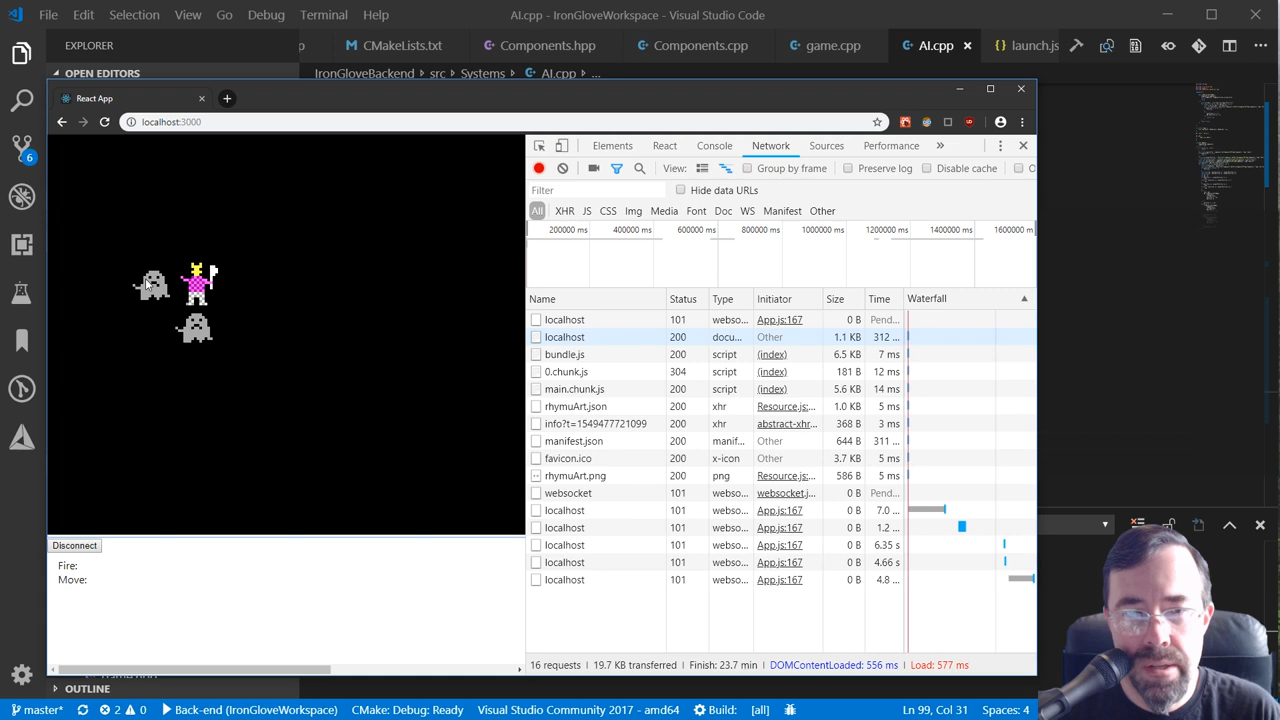 File Edit Selection View Go Debug Terminal Help AI.cpp - IronGloveWorkspace - Visual Studio Code
EXPLORER CMakeLists.txt Components.hpp Components.cpp game.cpp AI.cpp launch.js
OPEN EDITORS IronGloveBackend › src › Systems › AI.cpp › ...
React App
localhost:3000
Elements React Console Network Sources Performance »
View: Group by frame Preserve log Disable cache
Filter Hide data URLs
All XHR JS CSS Img Media Font Doc WS Manifest Other
200000 ms 400000 ms 600000 ms 800000 ms 1000000 ms 1200000 ms 1400000 ms 1600000 m
Name Status Type Initiator Size Time Waterfall
localhost 101 webso... App.js:167 0 B Pend...
localhost 200 docu... Other 1.1 KB 312 ...
bundle.js 200 script (index) 6.5 KB 7 ms
0.chunk.js 304 script (index) 181 B 12 ms
main.chunk.js 200 script (index) 5.6 KB 14 ms
rhymuArt.json 200 xhr Resource.js:... 1.0 KB 5 ms
info?t=1549477721099 200 xhr abstract-xhr... 368 B 3 ms
manifest.json 200 manif... Other 644 B 311 ...
favicon.ico 200 x-icon Other 3.7 KB 5 ms
rhymuArt.png 200 png Resource.js:... 586 B 5 ms
websocket 101 webso... websocket.j... 0 B Pend...
localhost 101 webso... App.js:167 0 B 7.0 ...
localhost 101 webso... App.js:167 0 B 1.2 ...
localhost 101 webso... App.js:167 0 B 6.35 s
localhost 101 webso... App.js:167 0 B 4.66 s
localhost 101 webso... App.js:167 0 B 4.8 ...
Disconnect
Fire:
Move:
16 requests | 19.7 KB transferred | Finish: 23.7 min | DOMContentLoaded: 556 ms | Load: 577 ms
OUTLINE
6
master* 2 0 Back-end (IronGloveWorkspace) CMake: Debug: Ready Visual Studio Community 2017 - amd64 Build: [all] Ln 99, Col 31 Spaces: 4